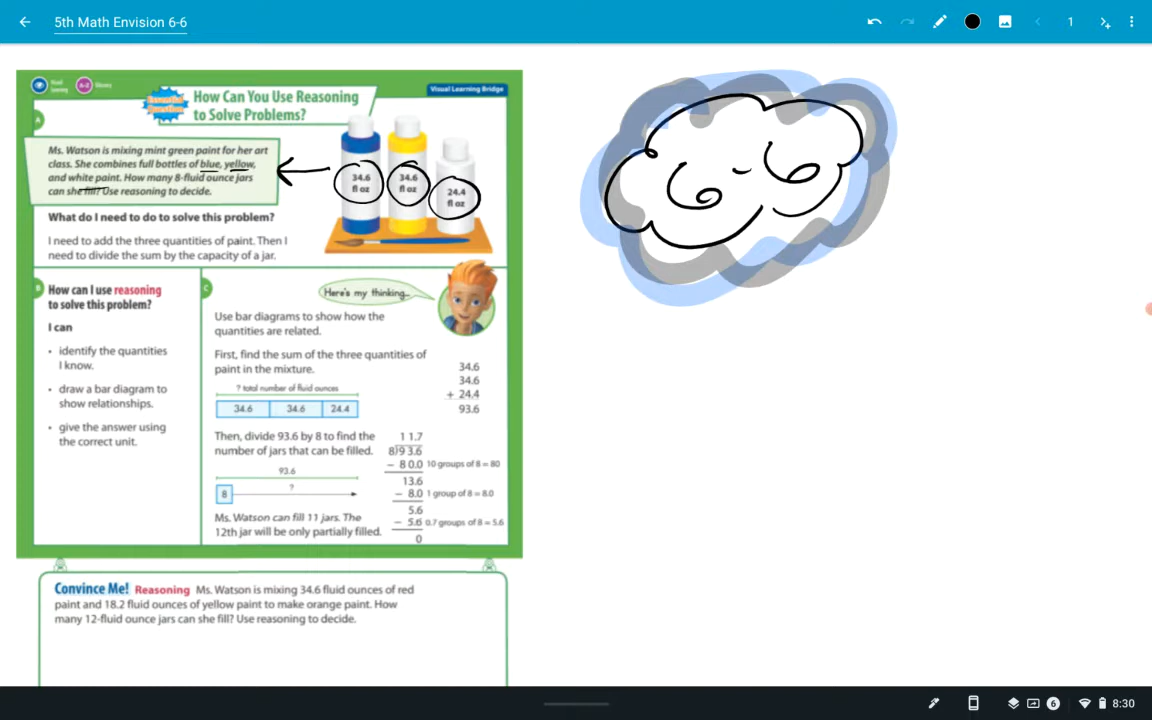 5th Math Envision 6-6
1
Visual Learning Bridge
Essential Question
How Can You Use Reasoning
to Solve Problems?
A
Ms. Watson is mixing mint green paint for her art
class. She combines full bottles of blue, yellow,
and white paint. How many 8-fluid ounce jars
can she fill? Use reasoning to decide.
34.6
fl oz
34.6
fl oz
24.4
fl oz
What do I need to do to solve this problem?
I need to add the three quantities of paint. Then I
need to divide the sum by the capacity of a jar.
B
How can I use reasoning
to solve this problem?
I can
• identify the quantities
I know.
• draw a bar diagram to
show relationships.
• give the answer using
the correct unit.
C
Here's my thinking...
Use bar diagrams to show how the
quantities are related.
First, find the sum of the three quantities of
paint in the mixture.
? total number of fluid ounces
34.6 34.6 24.4
34.6
34.6
+ 24.4
93.6
Then, divide 93.6 by 8 to find the
number of jars that can be filled.
93.6
?
8
Ms. Watson can fill 11 jars. The
12th jar will be only partially filled.
11.7
8)93.6
− 80.0 10 groups of 8 = 80
13.6
− 8.0 1 group of 8 = 8.0
5.6
− 5.6 0.7 groups of 8 = 5.6
0
Convince Me! Reasoning Ms. Watson is mixing 34.6 fluid ounces of red
paint and 18.2 fluid ounces of yellow paint to make orange paint. How
many 12-fluid ounce jars can she fill? Use reasoning to decide.
6
8:30